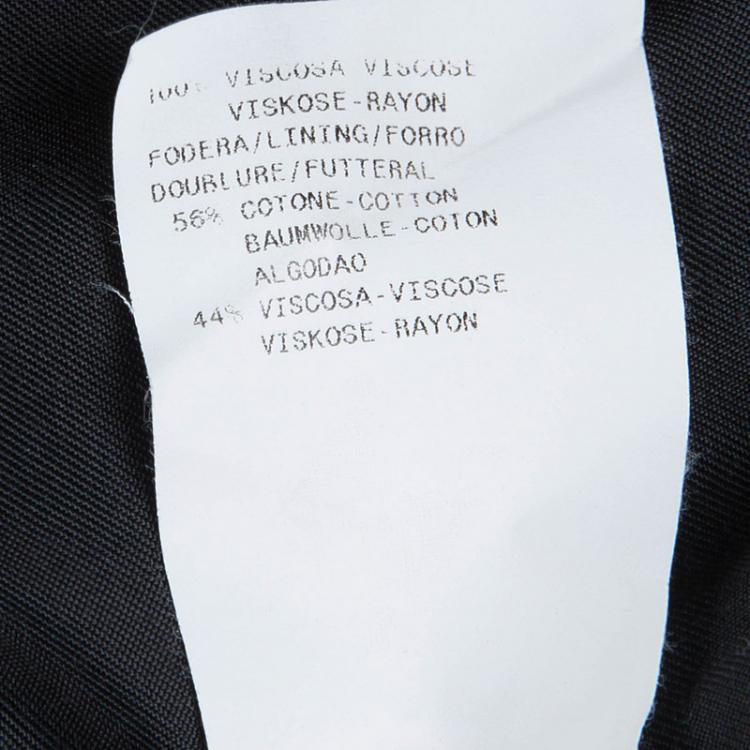 100% VISCOSA VISCOSE
VISKOSE-RAYON
FODERA/LINING/FORRO
DOUBLURE/FUTTERAL
56% COTONE-COTTON
BAUMWOLLE-COTON
ALGODAO
44% VISCOSA-VISCOSE
VISKOSE-RAYON